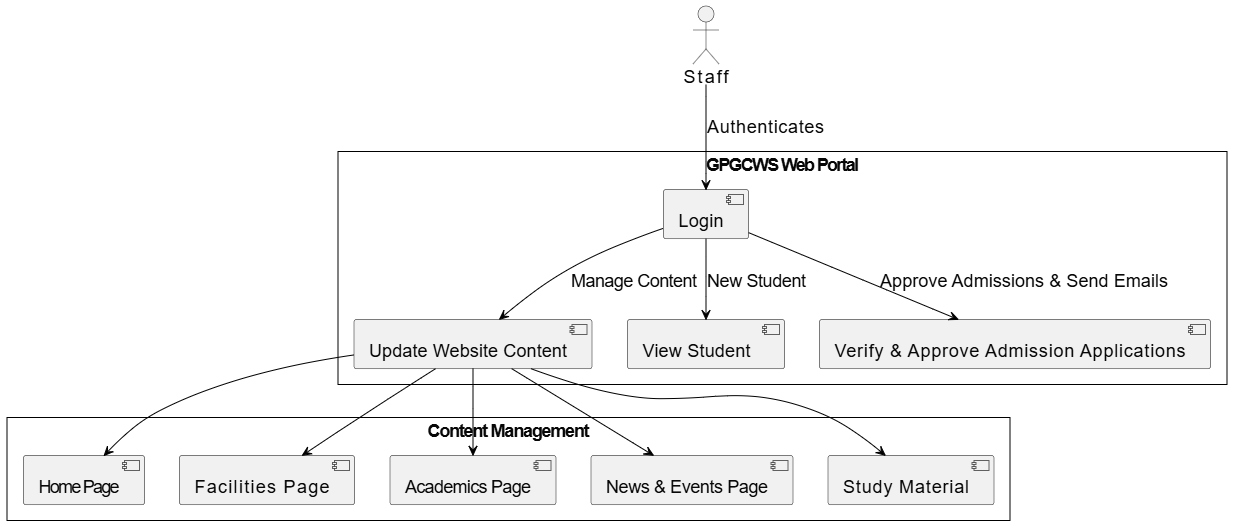 Staff
Authenticates
GPGCWS Web Portal
Login
Manage Content
New Student
Approve Admissions & Send Emails
Update Website Content
View Student
Verify & Approve Admission Applications
Content Management
Home Page
Facilities Page
Academics Page
News & Events Page
Study Material